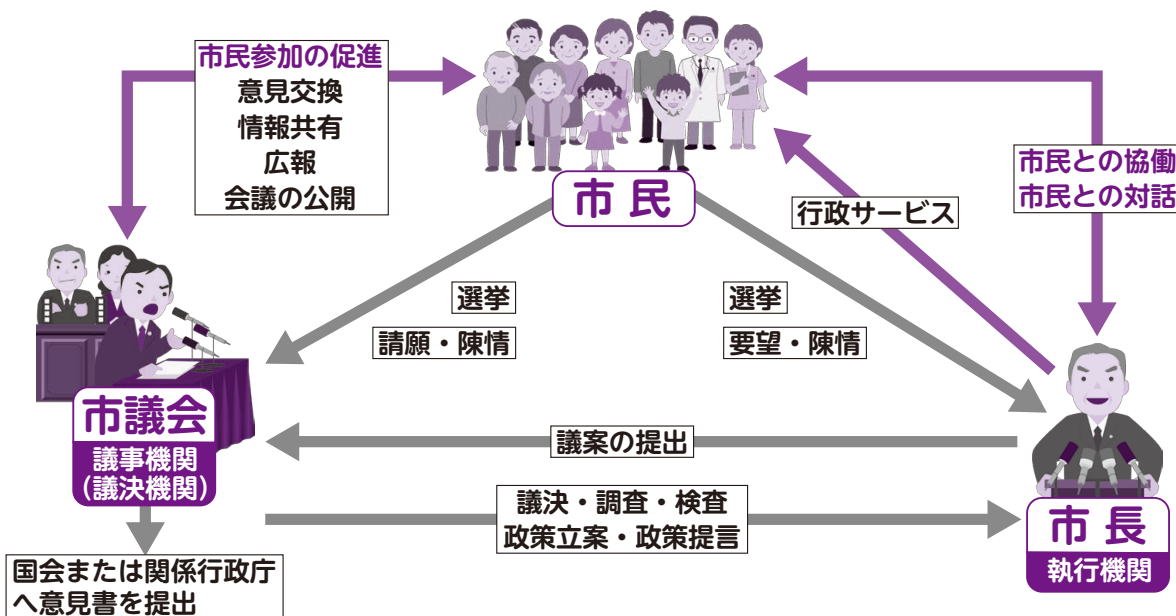 市民参加の促進
意見交換
情報共有
広報
会議の公開
市民
市民との協働
市民との対話
行政サービス
選挙
請願・陳情
選挙
要望・陳情
市議会
議事機関
(議決機関)
議案の提出
議決・調査・検査
政策立案・政策提言
市長
執行機関
国会または関係行政庁
へ意見書を提出